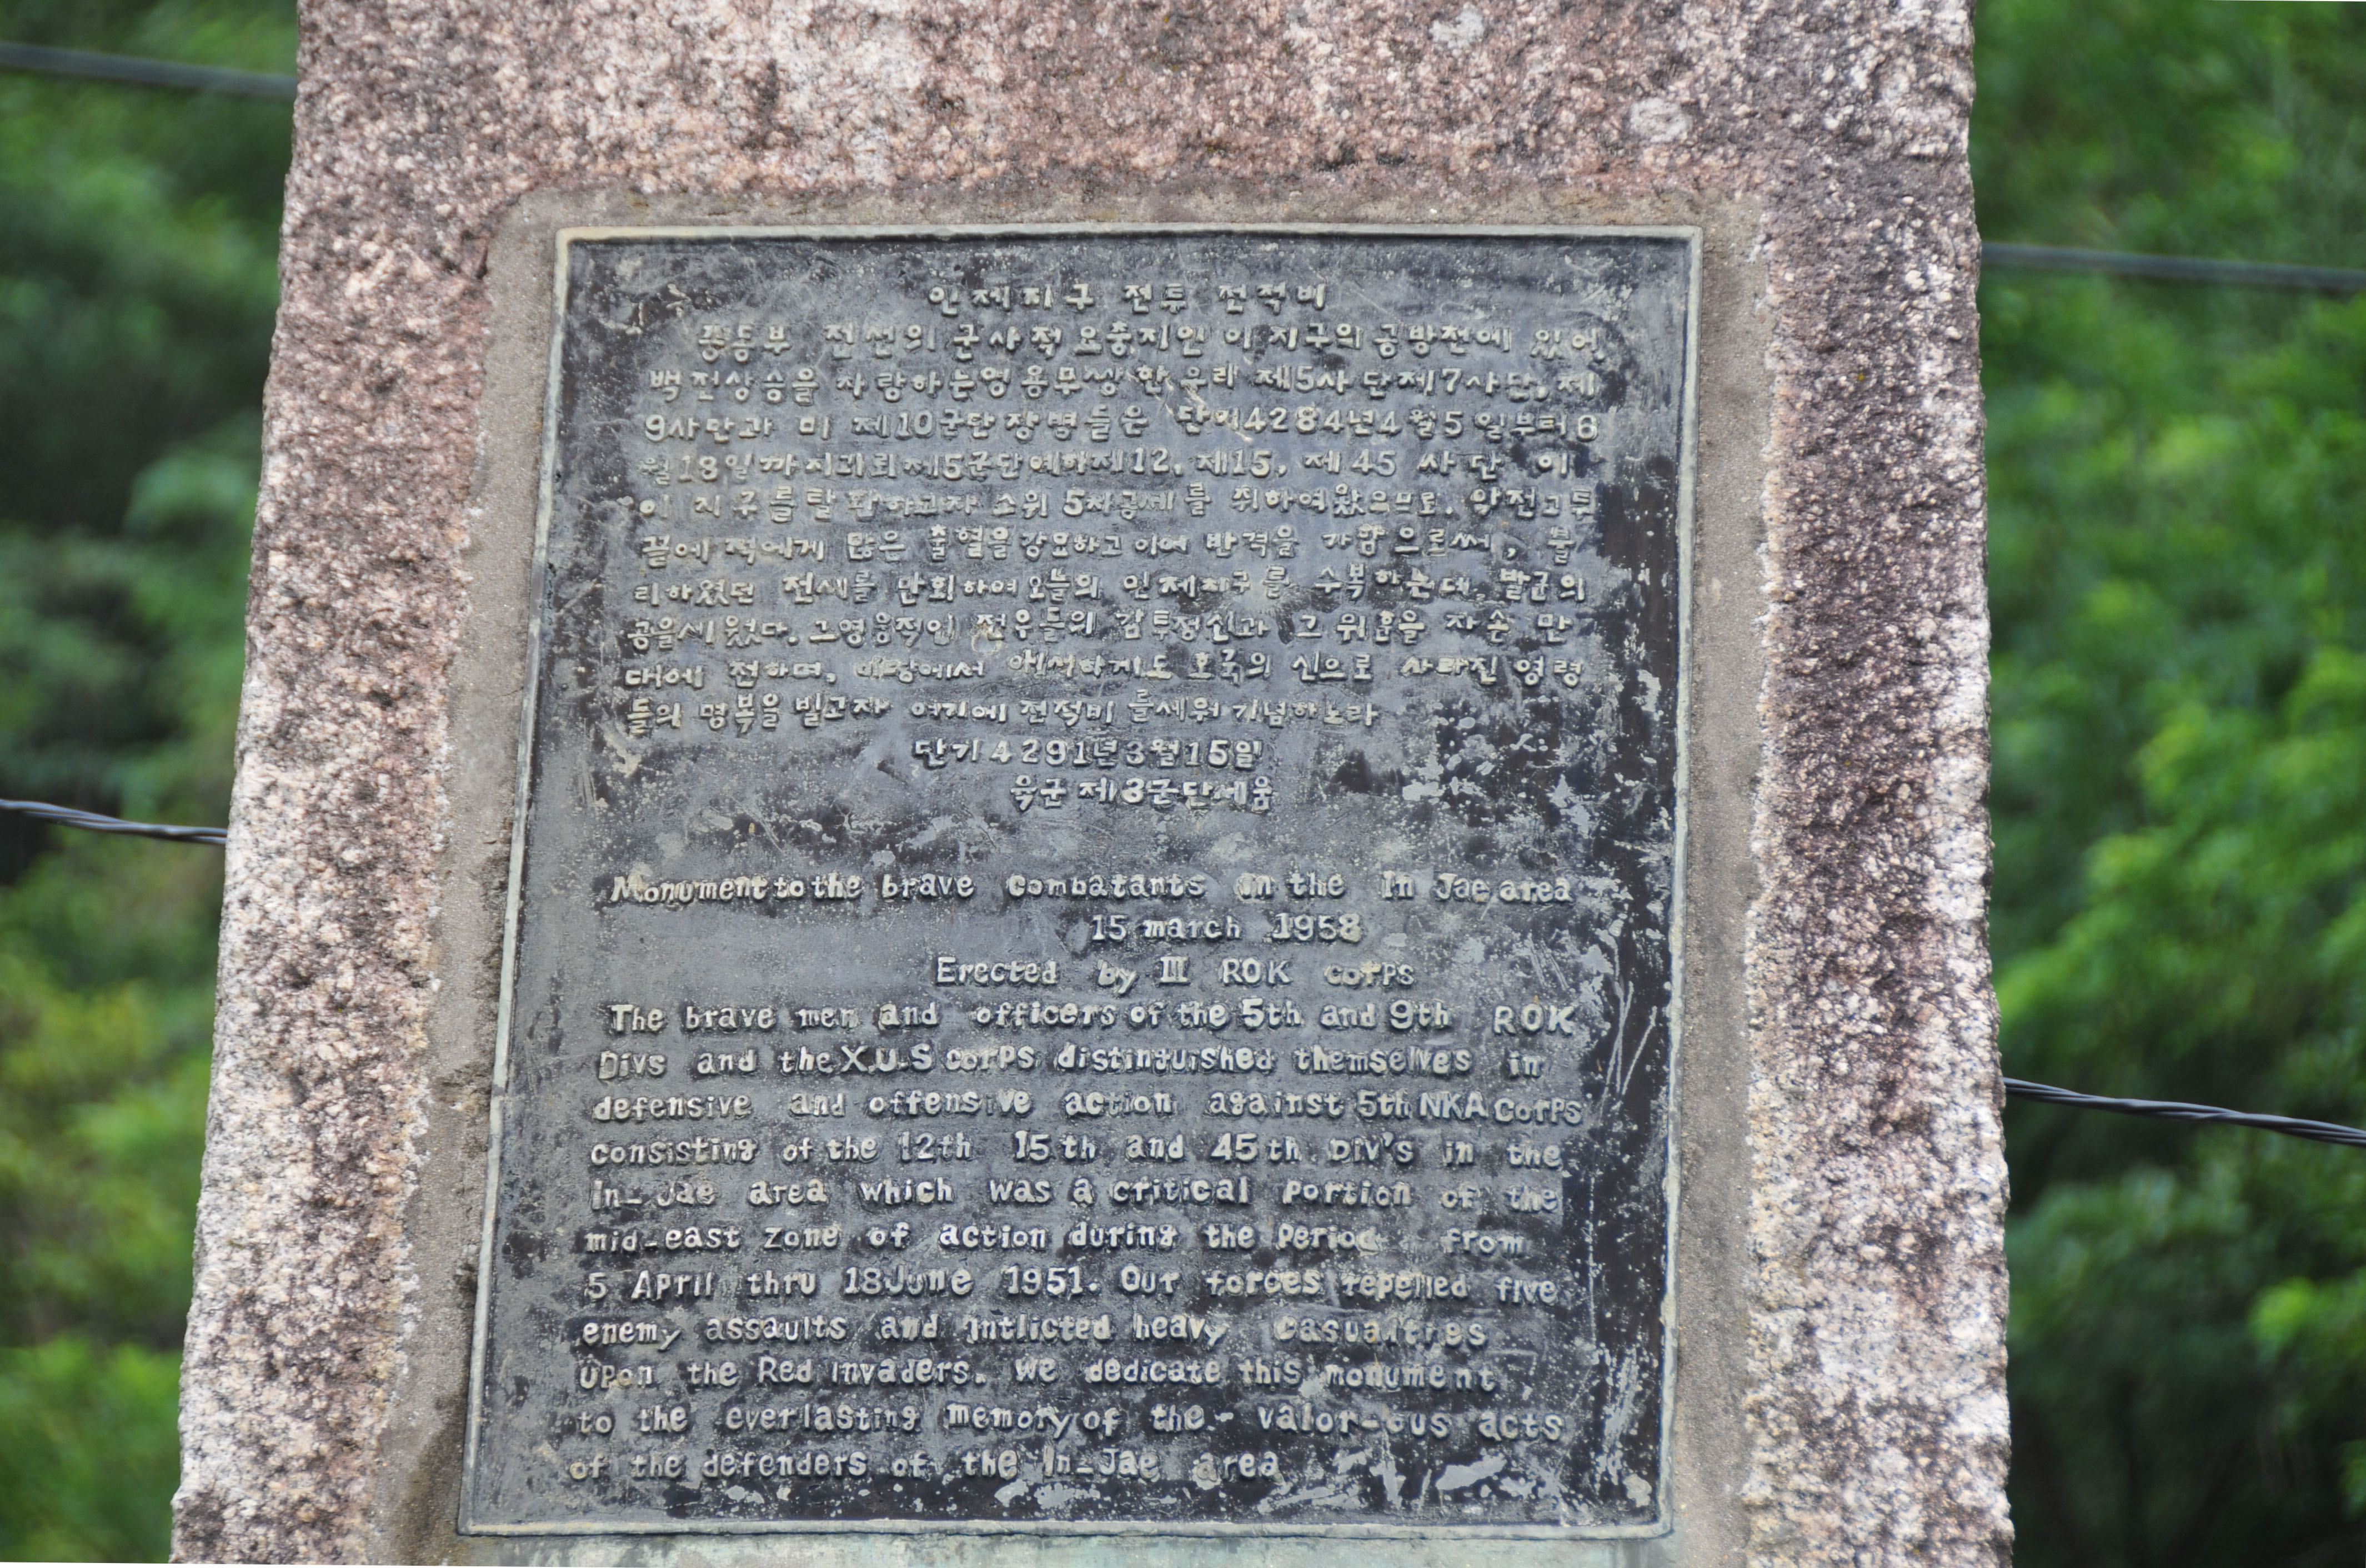 인제지구 전투 전적비
중동부 전선의 군사적 요충지인 이 지구의 공방전에 있어
백전상승을 자랑하는 영용무쌍한 우리 제5사단제7사단, 제
9사단과 미 제10군단장병들은 단기4284년4월5일부터6
월18일까지괴뢰제5군단예하제12, 제15, 제45 사단 이
이 지구를탈환하고자 소위 5차공세를 취하여왔으므로. 악전고투
끝에 적에게 많은 출혈을강요하고 이에 반격을 가함으로써, 불
리하였던 전세를 만회하여오늘의 인제지구를 수복하는데, 발군의
공을세웠다. 그영웅적인 전우들의 감투정신과 그 위훈을 자손 만
대에 전하며, 애석하게도 호국의 신으로 사라진 영령
들의 명복을 빌고자 여기에 전적비를세워 기념하노라
단기4291년3월15일
육군 제3군단세움
Monument to the brave combatants in the In Jae area
15 march 1958
Erected by III ROK corps
The brave men and officers of the 5th and 9th ROK
Divs and the X.U.S corps distinguished themselves in
defensive and offensive action against 5th NKA Corps
consisting of the 12th 15th and 45th DIV's in the
In-Jae area which was a critical portion of the
mid-east zone of action during the period from
5 April thru 18 June 1951. Our forces repelled five
enemy assaults and intlicted heavy casualties
upon the Red invaders. We dedicate this monument
to the everlasting memory of the- valor-ous acts
of the defenders of the In-Jae area